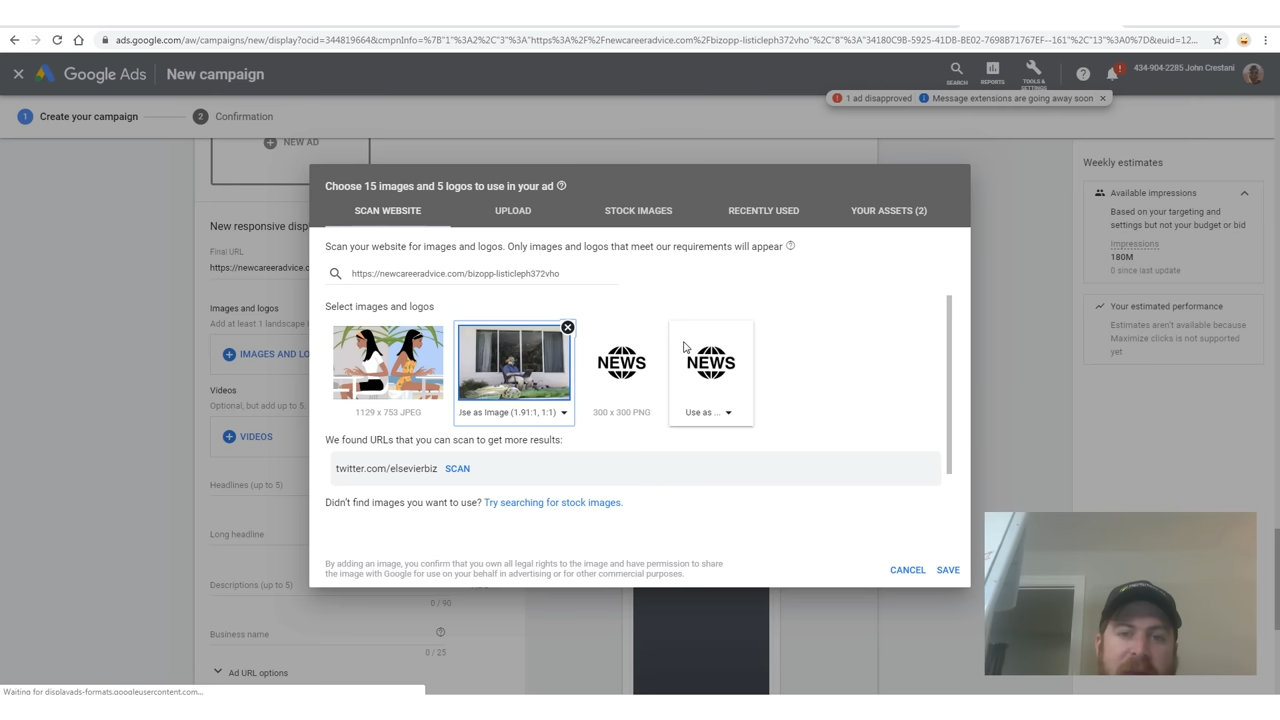 ads.google.com/aw/campaigns/new/display?ocid=344819664&cmpnInfo=%7B"1"%3A2%2C"3"%3A"https%3A%2F%2Fnewcareeradvice.com%2Fbizopp-listicleph372vho"%2C"8"%3A"34180C9B-5925-41DB-BE02-7698B71767EF--161"%2C"13"%3A0%7D&euid=12...
Google Ads New campaign
SEARCH REPORTS TOOLS & SETTINGS
434-904-2285 John Crestani
1 ad disapproved Message extensions are going away soon
1 Create your campaign 2 Confirmation
NEW AD
Weekly estimates
Available impressions
Based on your targeting and
settings but not your budget or bid
Impressions
180M
0 since last update
Your estimated performance
Estimates aren't available because
Maximize clicks is not supported
yet
New responsive disp
Final URL
https://newcareeradvice.c
Images and logos
Add at least 1 landscape
IMAGES AND LO
Videos
Optional, but add up to 5.
VIDEOS
Headlines (up to 5)
Long headline
Descriptions (up to 5)
0 / 90
Business name
0 / 25
Ad URL options
Choose 15 images and 5 logos to use in your ad
SCAN WEBSITE UPLOAD STOCK IMAGES RECENTLY USED YOUR ASSETS (2)
Scan your website for images and logos. Only images and logos that meet our requirements will appear
https://newcareeradvice.com/bizopp-listicleph372vho
Select images and logos
NEWS NEWS
1129 x 753 JPEG Jse as Image (1.91:1, 1:1) 300 x 300 PNG Use as ...
We found URLs that you can scan to get more results:
twitter.com/elsevierbiz SCAN
Didn't find images you want to use? Try searching for stock images.
By adding an image, you confirm that you own all legal rights to the image and have permission to share
the image with Google for use on your behalf in advertising or for other commercial purposes.
CANCEL SAVE
Waiting for displayads-formats.googleusercontent.com...